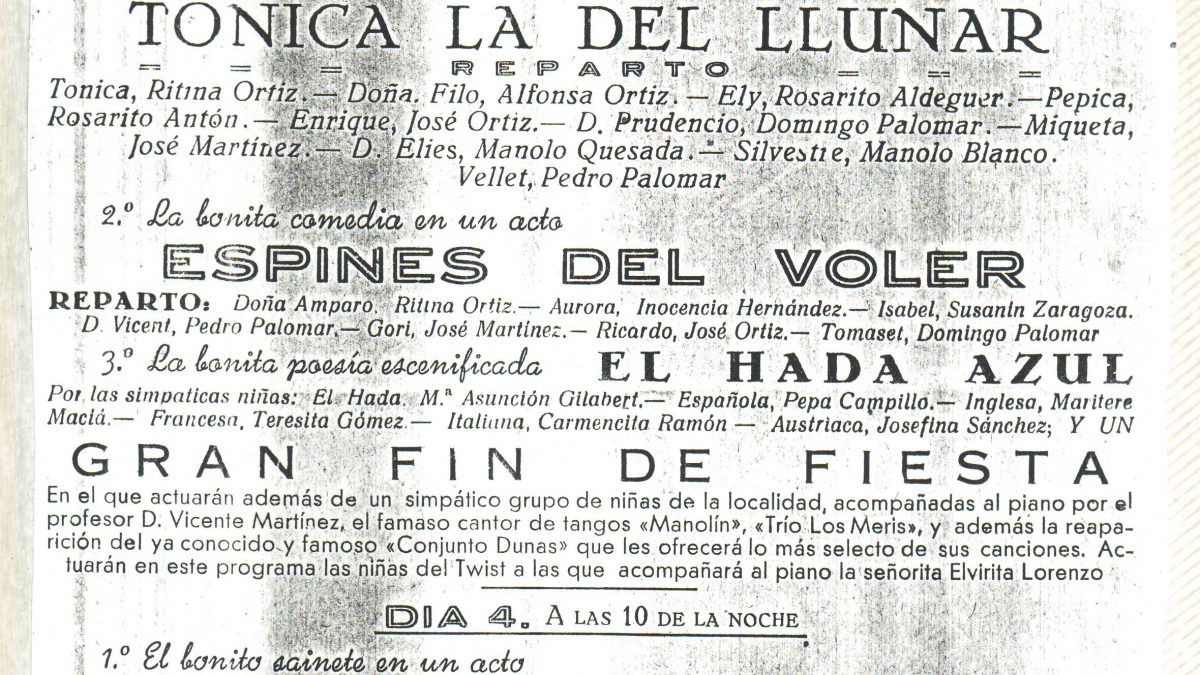 TONICA LA DEL LLUNAR
= = = REPARTO = = =
Tonica, Ritina Ortiz. — Doña. Filo, Alfonsa Ortiz. — Ely, Rosarito Aldeguer. — Pepica,
Rosarito Antón. — Enrique, José Ortiz. — D. Prudencio, Domingo Palomar. — Miqueta,
José Martínez. — D. Elies, Manolo Quesada. — Silvestre, Manolo Blanco.
Vellet, Pedro Palomar
2.º La bonita comedia en un acto
ESPINES DEL VOLER
REPARTO: Doña Amparo, Ritina Ortiz. — Aurora, Inocencia Hernández. — Isabel, Susanin Zaragoza.
D. Vicent, Pedro Palomar. — Gori, José Martínez. — Ricardo, José Ortiz. — Tomaset, Domingo Palomar
3.º La bonita poesía escenificada EL HADA AZUL
Por las simpaticas niñas: El Hada, M.ª Asunción Gilabert. — Española, Pepa Campillo. — Inglesa, Maritere
Maciá. — Francesa, Teresita Gómez. — Italiana, Carmencita Ramón — Austriaca, Josefina Sánchez; Y UN
GRAN FIN DE FIESTA
En el que actuarán además de un simpático grupo de niñas de la localidad, acompañadas al piano por el
profesor D. Vicente Martínez, el famaso cantor de tangos «Manolín», «Trío Los Meris», y además la reapa-
rición del ya conocido y famoso «Conjunto Dunas» que les ofrecerá lo más selecto de sus canciones. Ac-
tuarán en este programa las niñas del Twist a las que acompañará al piano la señorita Elvirita Lorenzo
DIA 4. A LAS 10 DE LA NOCHE
1.º El bonito sainete en un acto